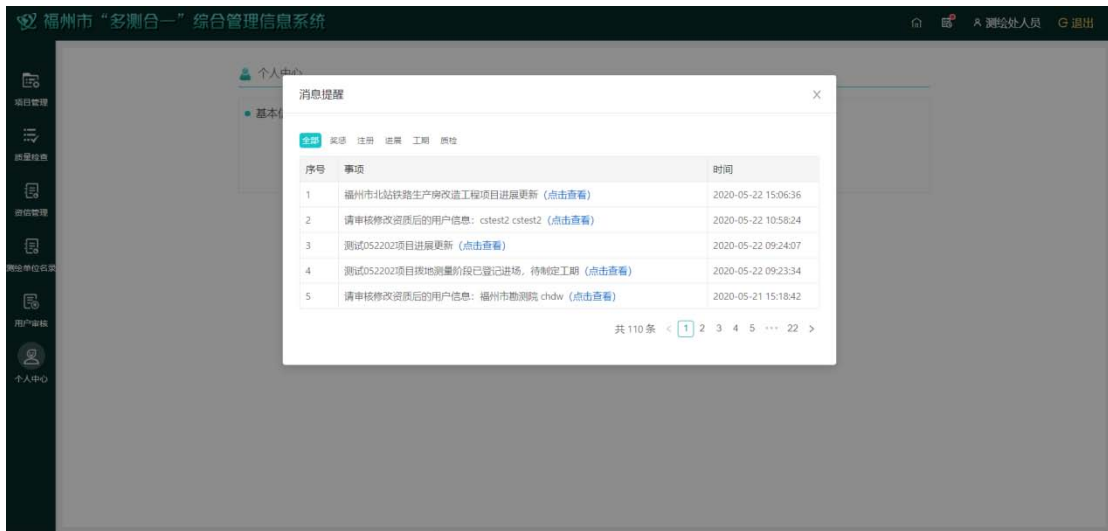 福州市“多测合一”综合管理信息系统
测绘处人员 退出
项目管理
质量检查
诚信管理
测绘单位名录
用户审核
个人中心
个人中心
基本信
消息提醒
全部 奖惩 注册 进展 工期 质检
序号 事项 时间
1 福州市北站铁路生产房改造工程项目进展更新（点击查看） 2020-05-22 15:06:36
2 请审核修改资质后的用户信息：cstest2 cstest2（点击查看） 2020-05-22 10:58:24
3 测试052202项目进展更新（点击查看） 2020-05-22 09:24:07
4 测试052202项目拨地测量阶段已登记进场，待制定工期（点击查看） 2020-05-22 09:23:34
5 请审核修改资质后的用户信息：福州市勘测院 chdw（点击查看） 2020-05-21 15:18:42
共 110 条 < 1 2 3 4 5 ··· 22 >